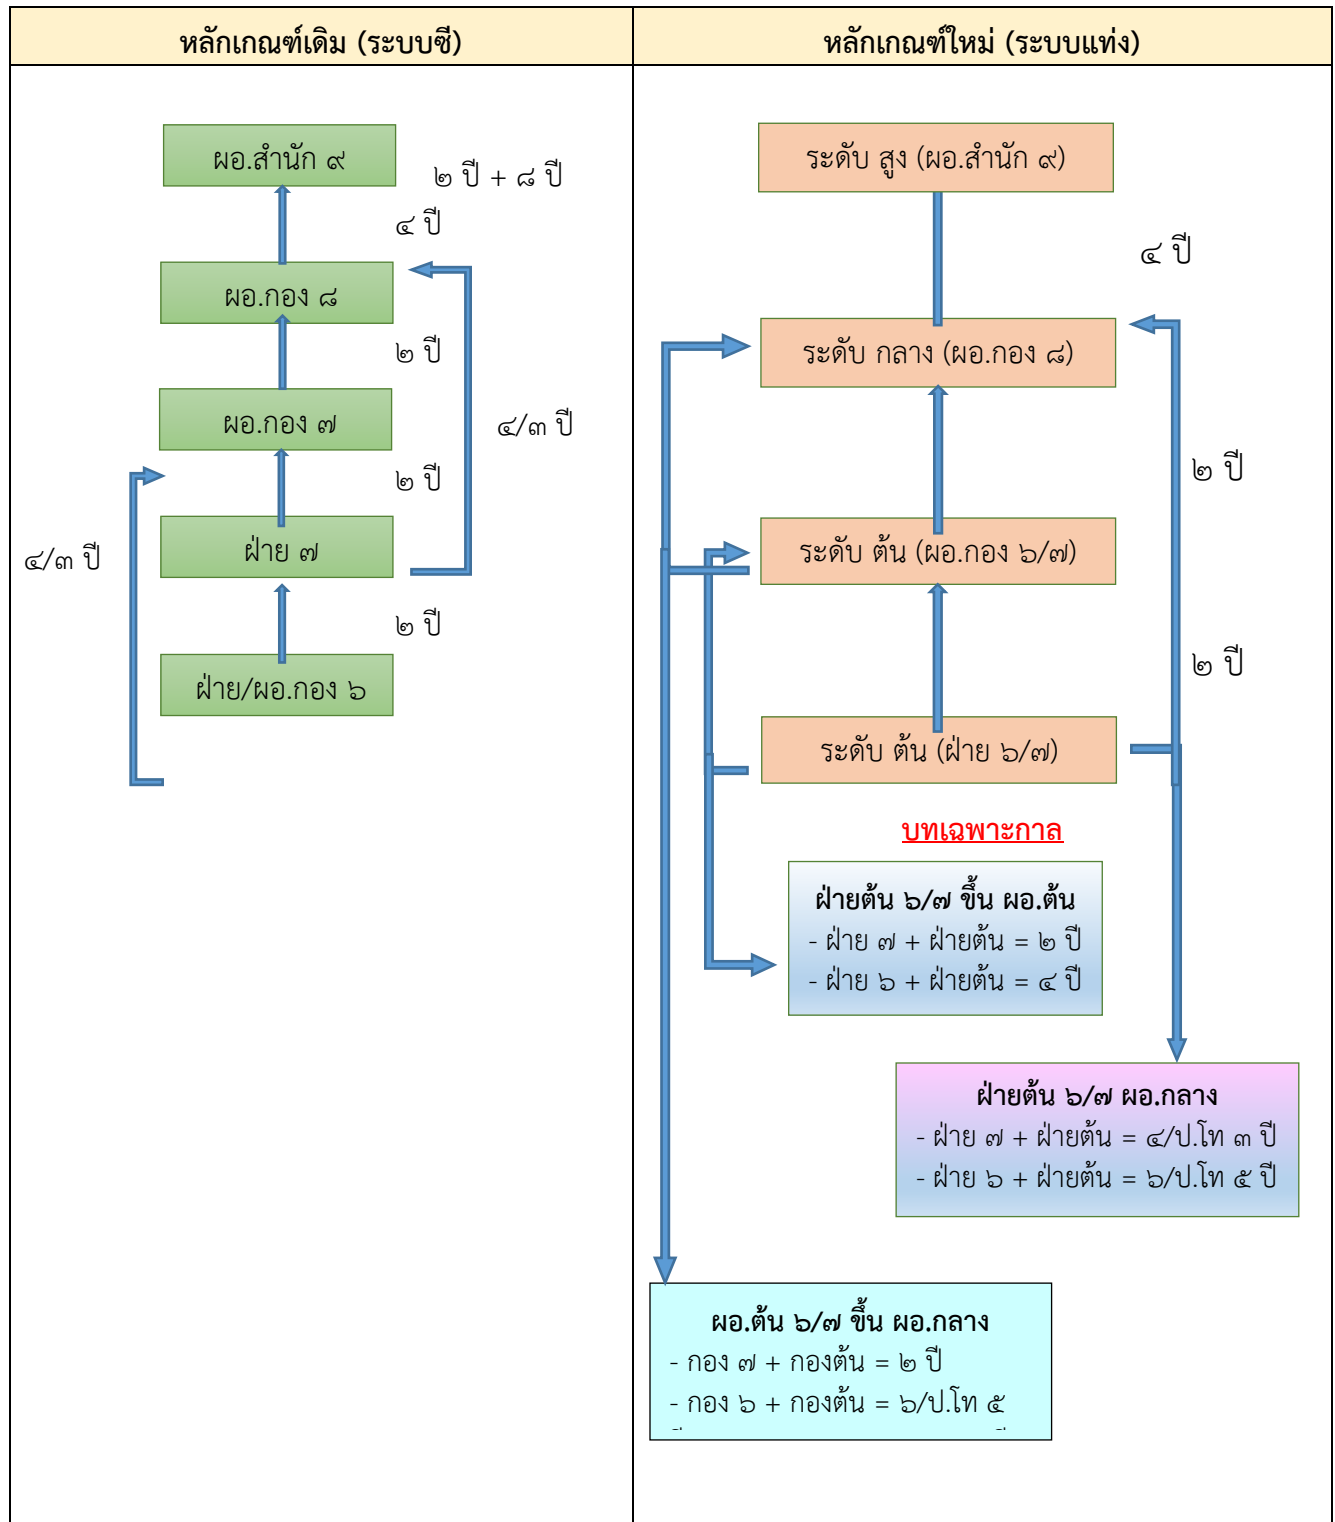 หลักเกณฑ์เดิม (ระบบซี)
ผอ.สำนัก ๙
๒ ปี + ๘ ปี
๔ ปี
ผอ.กอง ๘
๒ ปี
ผอ.กอง ๗
๔/๓ ปี
๒ ปี
ฝ่าย ๗
๔/๓ ปี
๒ ปี
ฝ่าย/ผอ.กอง ๖
หลักเกณฑ์ใหม่ (ระบบแท่ง)
ระดับ สูง (ผอ.สำนัก ๙)
๔ ปี
ระดับ กลาง (ผอ.กอง ๘)
๒ ปี
ระดับ ต้น (ผอ.กอง ๖/๗)
๒ ปี
ระดับ ต้น (ฝ่าย ๖/๗)
บทเฉพาะกาล
ฝ่ายต้น ๖/๗ ขึ้น ผอ.ต้น
- ฝ่าย ๗ + ฝ่ายต้น = ๒ ปี
- ฝ่าย ๖ + ฝ่ายต้น = ๔ ปี
ฝ่ายต้น ๖/๗ ผอ.กลาง
- ฝ่าย ๗ + ฝ่ายต้น = ๔/ป.โท ๓ ปี
- ฝ่าย ๖ + ฝ่ายต้น = ๖/ป.โท ๕ ปี
ผอ.ต้น ๖/๗ ขึ้น ผอ.กลาง
- กอง ๗ + กองต้น = ๒ ปี
- กอง ๖ + กองต้น = ๖/ป.โท ๕